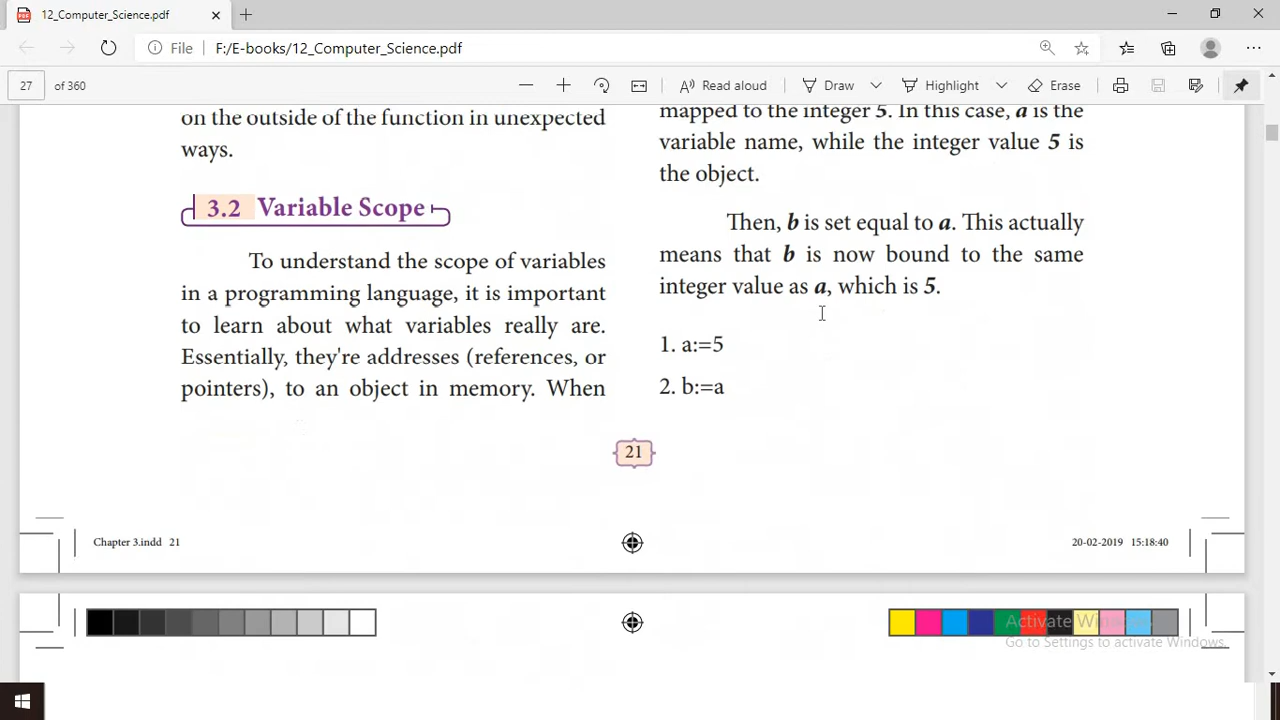 12_Computer_Science.pdf
File F:/E-books/12_Computer_Science.pdf
27 of 360 Read aloud Draw Highlight Erase
on the outside of the function in unexpected
ways.
3.2 Variable Scope
To understand the scope of variables
in a programming language, it is important
to learn about what variables really are.
Essentially, they're addresses (references, or
pointers), to an object in memory. When
mapped to the integer 5. In this case, a is the
variable name, while the integer value 5 is
the object.
Then, b is set equal to a. This actually
means that b is now bound to the same
integer value as a, which is 5.
1. a:=5
2. b:=a
21
Chapter 3.indd 21
20-02-2019 15:18:40
Activate Windows
Go to Settings to activate Windows.